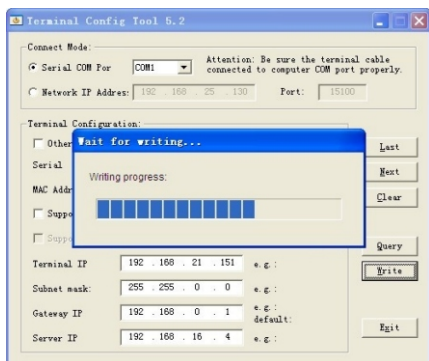 Terminal Config Tool 5.2
Connect Mode:
Serial COM Por COM1 Attention: Be sure the terminal cable
connected to computer COM port properly.
Network IP Addres: 192 . 168 . 25 . 130 Port: 15100
Terminal Configuration:
Other
Wait for writing...
Last
Serial
Writing progress:
Next
MAC Addr
Clear
Suppo
Suppo
Query
Terminal IP 192 . 168 . 21 . 151 e.g.:
Write
Subnet mask: 255 . 255 . 0 . 0 e.g.:
Gateway IP 192 . 168 . 0 . 1 e.g.:
default:
Server IP 192 . 168 . 16 . 4 e.g.:
Exit